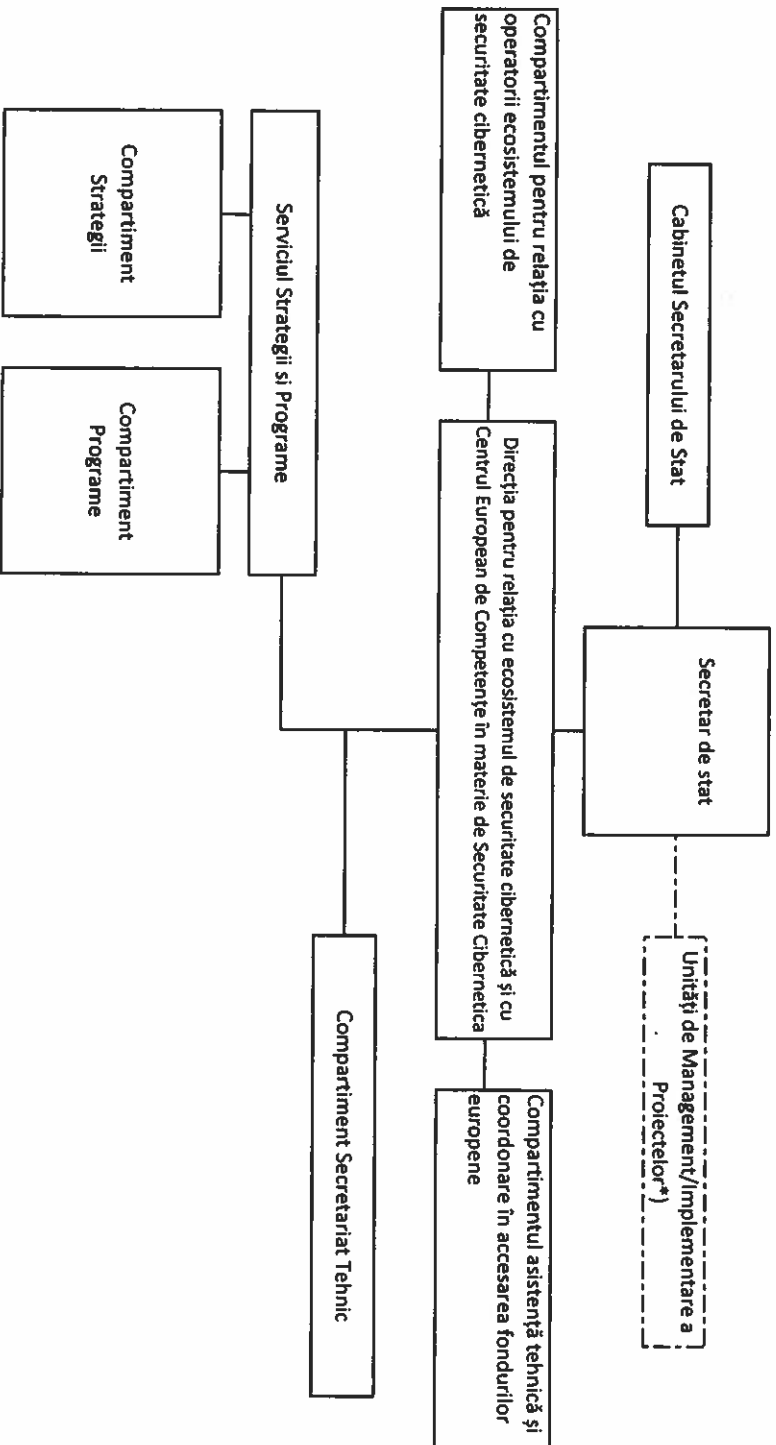 Secretar de stat
Cabinetul Secretarului de Stat
Unități de Management/Implementare a
Proiectelor*)
Compartimentul pentru relația cu
operatorii ecosistemului de
securitate cibernetică
Direcția pentru relația cu ecosistemul de securitate cibernetică și cu
Centrul European de Competențe în materie de Securitate Cibernetica
Compartimentul asistență tehnică și
coordonare în accesarea fondurilor
europene
Serviciul Strategii si Programe
Compartiment Secretariat Tehnic
Compartiment
Strategii
Compartiment
Programe